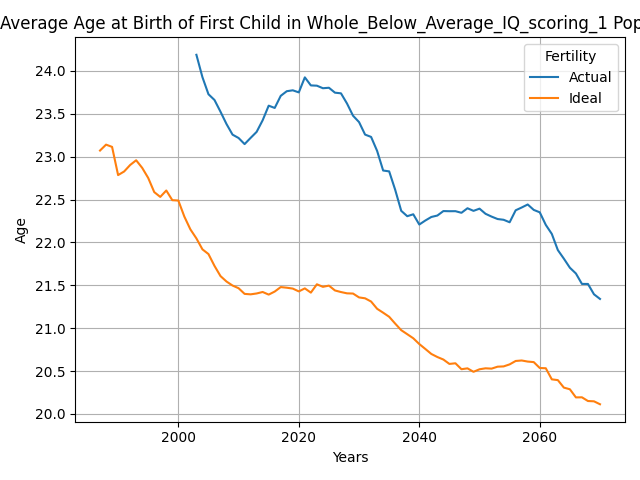 Average Age at Birth of First Child in Whole_Below_Average_IQ_scoring_1 Pop
Fertility
Actual
Ideal
24.0
23.5
23.0
22.5
22.0
21.5
21.0
20.5
20.0
Age
2000
2020
2040
2060
Years